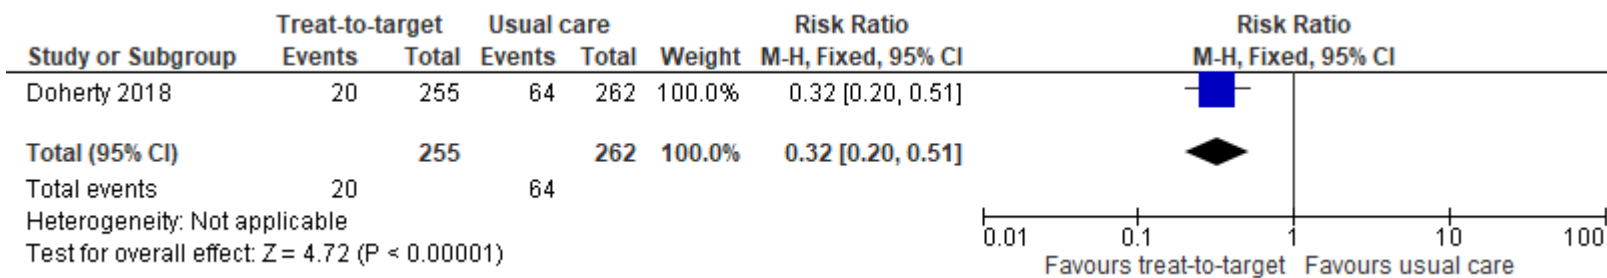 Treat-to-target Usual care Risk Ratio Risk Ratio
Study or Subgroup Events Total Events Total Weight M-H, Fixed, 95% CI M-H, Fixed, 95% CI
Doherty 2018 20 255 64 262 100.0% 0.32 [0.20, 0.51]
Total (95% CI) 255 262 100.0% 0.32 [0.20, 0.51]
Total events 20 64
Heterogeneity: Not applicable
Test for overall effect: Z = 4.72 (P < 0.00001)
0.01 0.1 1 10 100
Favours treat-to-target Favours usual care